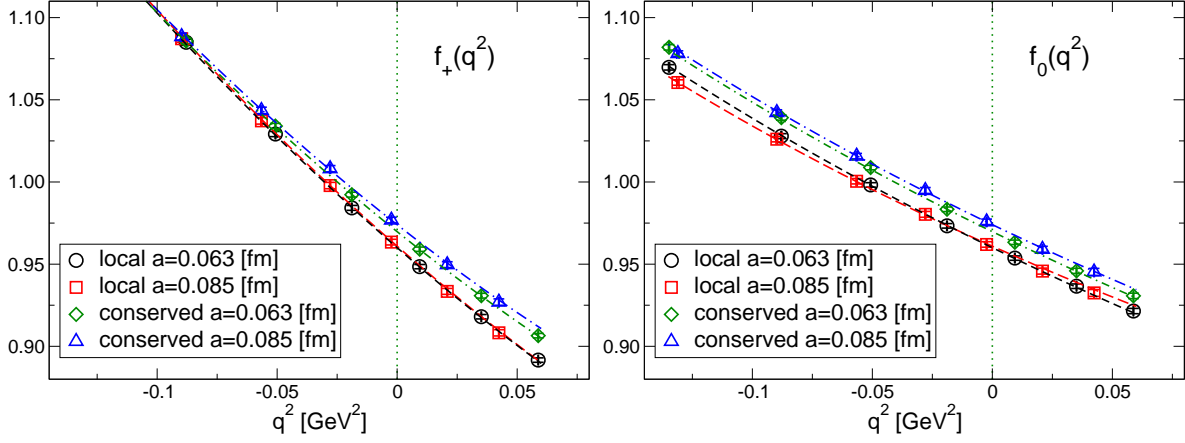 1.10
1.05
1.00
0.95
0.90
f₊(q²)
local a=0.063 [fm]
local a=0.085 [fm]
conserved a=0.063 [fm]
conserved a=0.085 [fm]
-0.1 -0.05 0 0.05
q² [GeV²]
1.10
1.05
1.00
0.95
0.90
f₀(q²)
local a=0.063 [fm]
local a=0.085 [fm]
conserved a=0.063 [fm]
conserved a=0.085 [fm]
-0.1 -0.05 0 0.05
q² [GeV²]